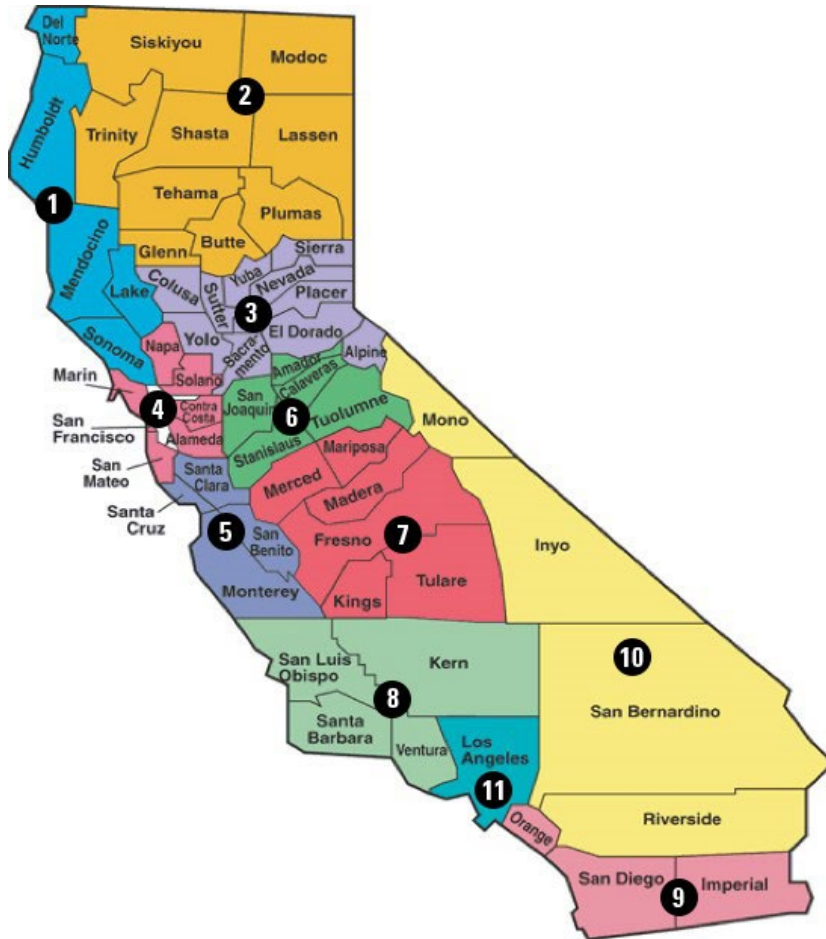 Del
Norte
Siskiyou
Modoc
2
Humboldt
Trinity
Shasta
Lassen
Tehama
Plumas
1
Butte
Glenn
Mendocino
Lake
Colusa
Sutter
Yuba
Nevada
Sierra
Placer
3
El Dorado
Yolo
Sacra-
mento
Sonoma
Napa
Solano
Alpine
Amador
Calaveras
Marin
4
Contra
Costa
San
Joaquin
6
Tuolumne
Mono
San
Francisco
Alameda
Stanislaus
Mariposa
San
Mateo
Santa
Clara
Merced
Madera
Santa
Cruz
5
San
Benito
Fresno
7
Inyo
Monterey
Kings
Tulare
San Luis
Obispo
Kern
10
8
San Bernardino
Santa
Barbara
Ventura
Los
Angeles
11
Orange
Riverside
San Diego
9
Imperial